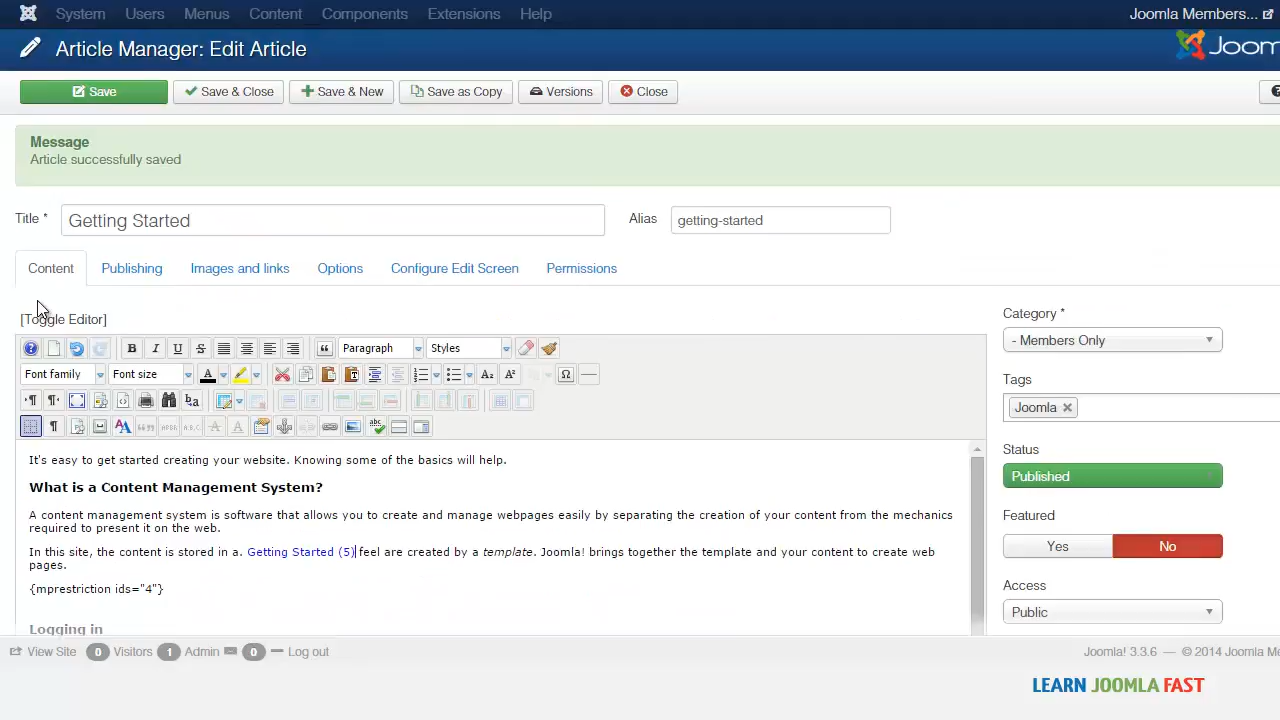 System Users Menus Content Components Extensions Help Joomla Members...
Article Manager: Edit Article
Save Save & Close Save & New Save as Copy Versions Close
Message
Article successfully saved
Title * Getting Started Alias getting-started
Content Publishing Images and links Options Configure Edit Screen Permissions
[Toggle Editor]
Paragraph Styles
Font family Font size
It's easy to get started creating your website. Knowing some of the basics will help.
What is a Content Management System?
A content management system is software that allows you to create and manage webpages easily by separating the creation of your content from the mechanics
required to present it on the web.
In this site, the content is stored in a. Getting Started (5) feel are created by a template. Joomla! brings together the template and your content to create web
pages.
{mprestriction ids="4"}
Logging in
Category *
- Members Only
Tags
Joomla
Status
Published
Featured
Yes No
Access
Public
View Site 0 Visitors 1 Admin 0 Log out Joomla! 3.3.6 — © 2014 Joomla Me
LEARN JOOMLA FAST